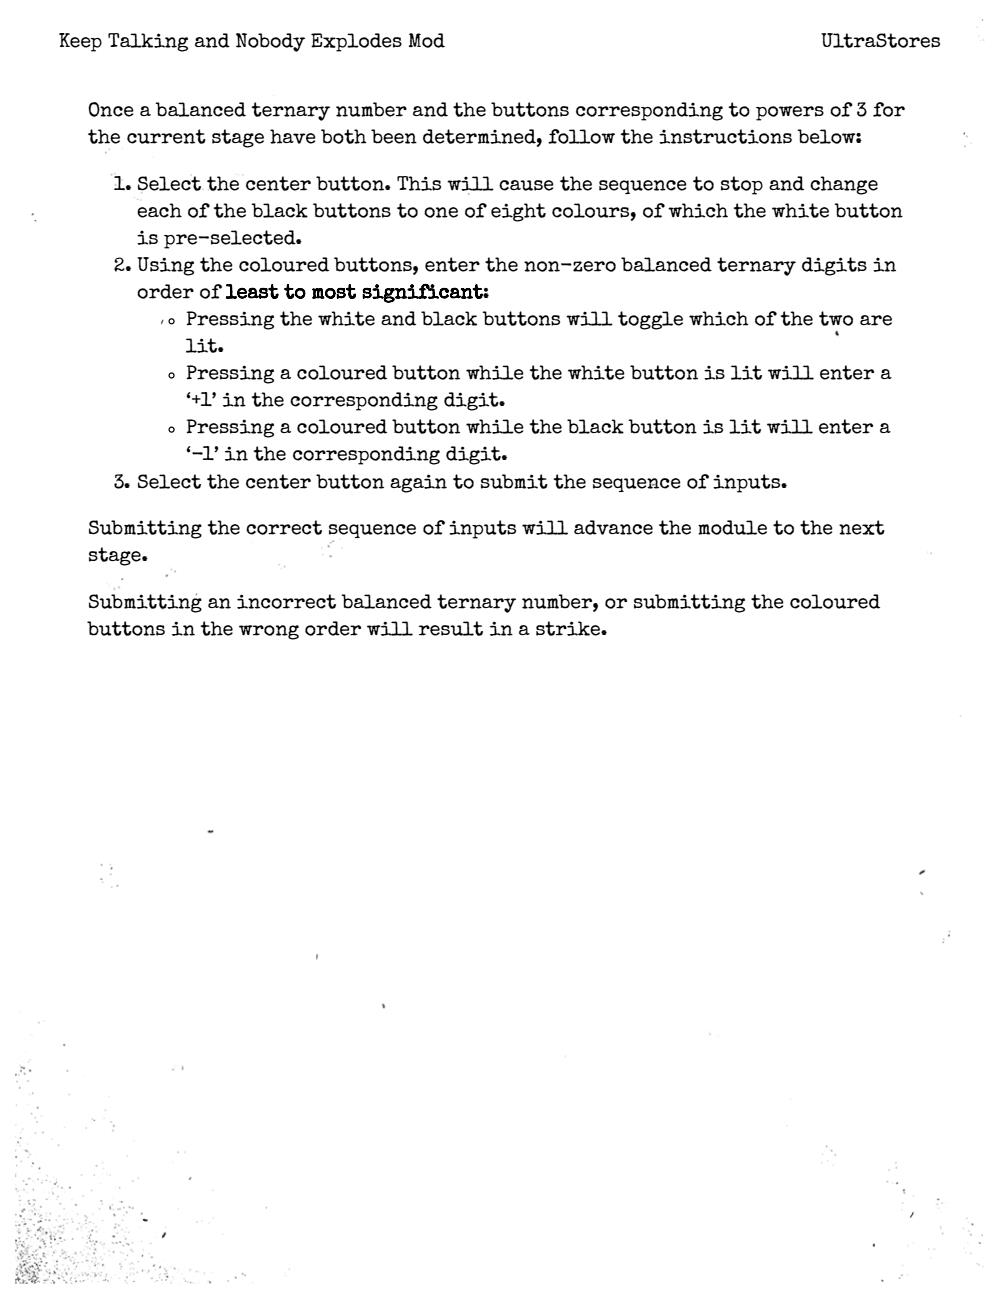 Keep Talking and Nobody Explodes Mod UltraStores
Once a balanced ternary number and the buttons corresponding to powers of 3 for
the current stage have both been determined, follow the instructions below:
1. Select the center button. This will cause the sequence to stop and change
each of the black buttons to one of eight colours, of which the white button
is pre-selected.
2. Using the coloured buttons, enter the non-zero balanced ternary digits in
order of least to most significant:
◦ Pressing the white and black buttons will toggle which of the two are
lit.
◦ Pressing a coloured button while the white button is lit will enter a
‘+1’ in the corresponding digit.
◦ Pressing a coloured button while the black button is lit will enter a
‘-1’ in the corresponding digit.
3. Select the center button again to submit the sequence of inputs.
Submitting the correct sequence of inputs will advance the module to the next
stage.
Submitting an incorrect balanced ternary number, or submitting the coloured
buttons in the wrong order will result in a strike.